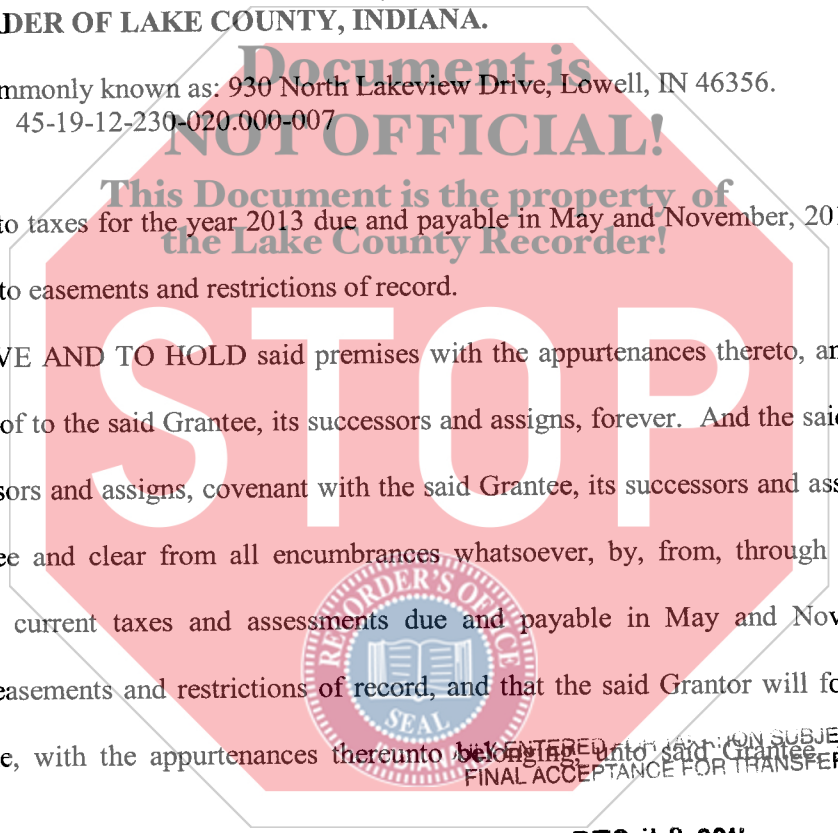 DER OF LAKE COUNTY, INDIANA.
Document is
mmonly known as: 930 North Lakeview Drive, Lowell, IN 46356.
45-19-12-230-020.000-007
NOT OFFICIAL!
This Document is the property of
to taxes for the year 2013 due and payable in May and November, 201
the Lake County Recorder!
to easements and restrictions of record.
STOP
VE AND TO HOLD said premises with the appurtenances thereto, an
of to the said Grantee, its successors and assigns, forever. And the said
sors and assigns, covenant with the said Grantee, its successors and ass
ee and clear from all encumbrances whatsoever, by, from, through
RECORDER'S OFFICE
current taxes and assessments due and payable in May and Nov
easements and restrictions of record, and that the said Grantor will fo
SEAL
INDIANA
e, with the appurtenances thereunto belonging, unto said Grantee,
ENTERED SUBJE
FINAL ACCEPTANCE FOR TRANSFER